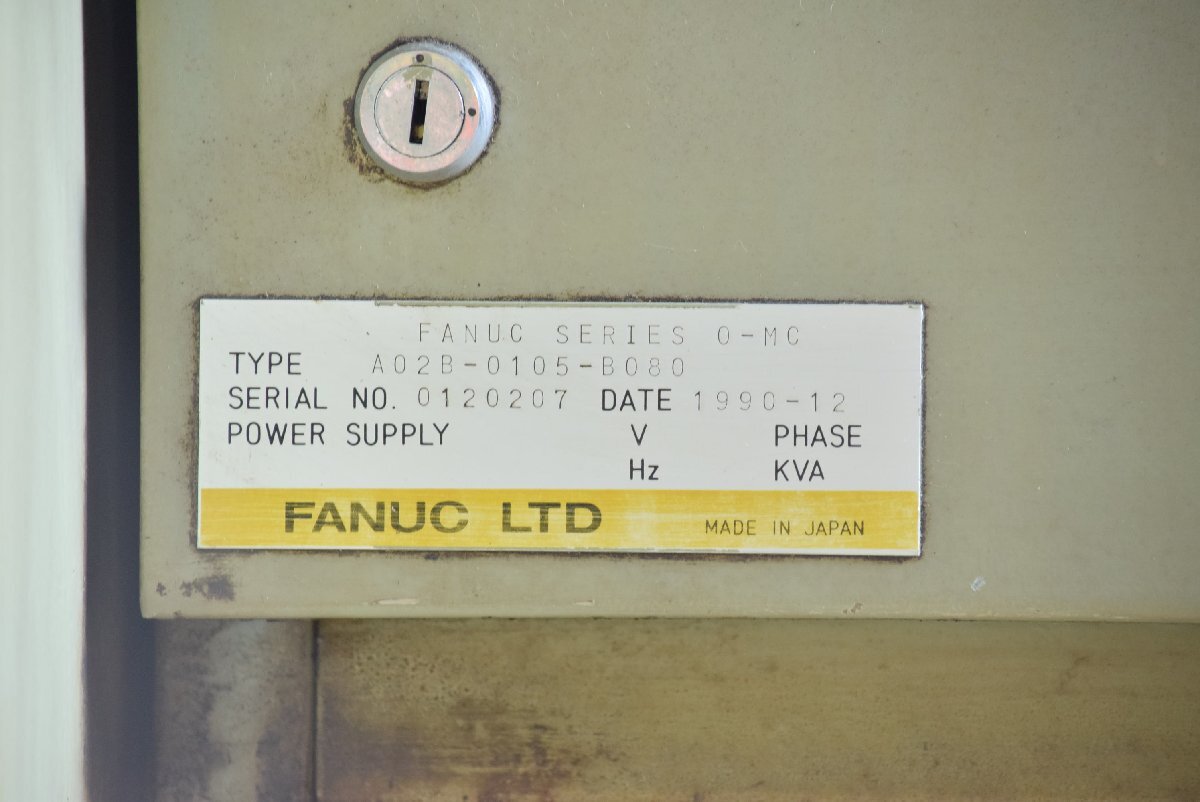 FANUC SERIES 0-MC
TYPE A02B-0105-B080
SERIAL NO. 0120207 DATE 1990-12
POWER SUPPLY V PHASE
Hz KVA
FANUC LTD MADE IN JAPAN